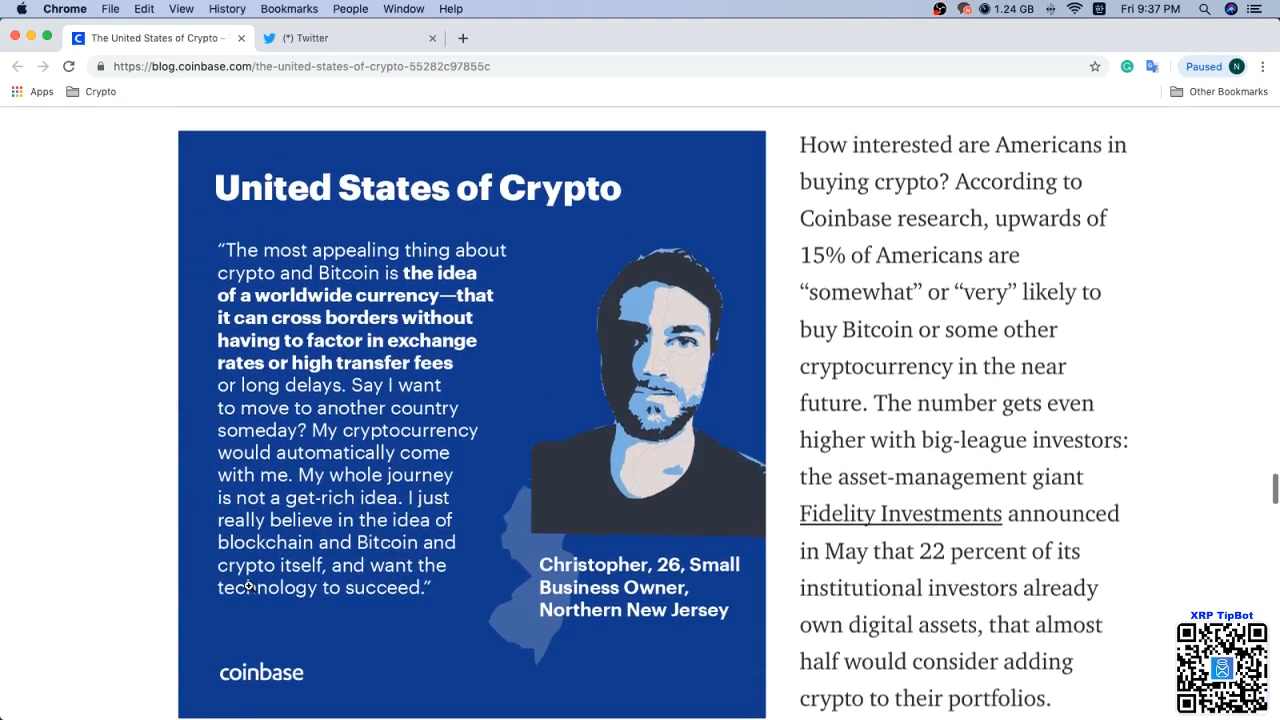 Chrome File Edit View History Bookmarks People Window Help 1.24 GB Fri 9:37 PM
The United States of Crypto – (*) Twitter
https://blog.coinbase.com/the-united-states-of-crypto-55282c97855c Paused N
Apps Crypto Other Bookmarks
United States of Crypto
“The most appealing thing about
crypto and Bitcoin is the idea
of a worldwide currency—that
it can cross borders without
having to factor in exchange
rates or high transfer fees
or long delays. Say I want
to move to another country
someday? My cryptocurrency
would automatically come
with me. My whole journey
is not a get-rich idea. I just
really believe in the idea of
blockchain and Bitcoin and
crypto itself, and want the
technology to succeed.”
Christopher, 26, Small
Business Owner,
Northern New Jersey
coinbase
How interested are Americans in
buying crypto? According to
Coinbase research, upwards of
15% of Americans are
“somewhat” or “very” likely to
buy Bitcoin or some other
cryptocurrency in the near
future. The number gets even
higher with big-league investors:
the asset-management giant
Fidelity Investments announced
in May that 22 percent of its
institutional investors already
own digital assets, that almost
half would consider adding
crypto to their portfolios.
XRP TipBot